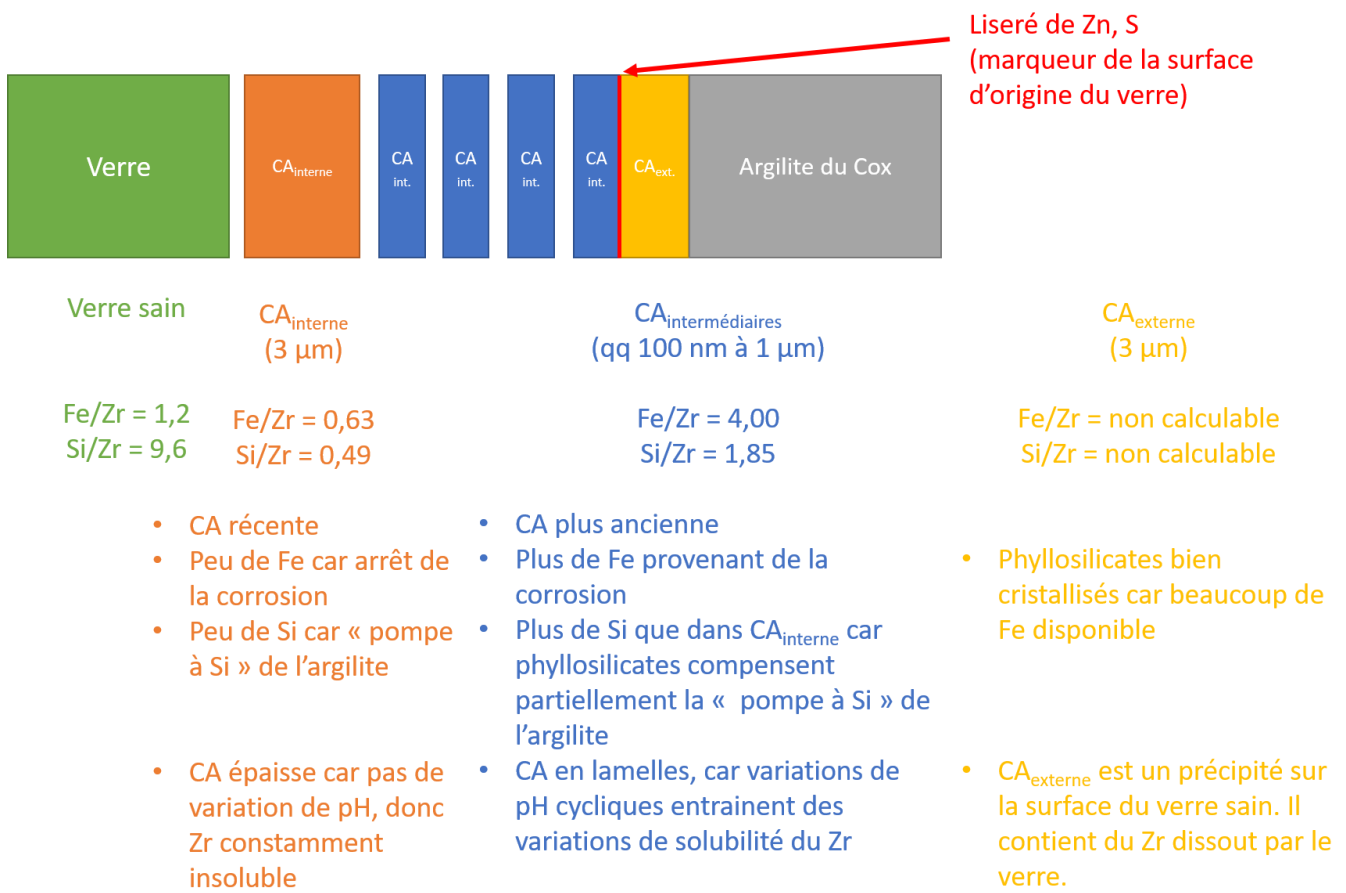 Liseré de Zn, S
(marqueur de la surface
d’origine du verre)
Verre
CAinterne
CA
int.
CA
int.
CA
int.
CA
int.
CAext.
Argilite du Cox
Verre sain
Fe/Zr = 1,2
Si/Zr = 9,6
CAinterne
(3 µm)
Fe/Zr = 0,63
Si/Zr = 0,49
• CA récente
• Peu de Fe car arrêt de
la corrosion
• Peu de Si car « pompe
à Si » de l’argilite
• CA épaisse car pas de
variation de pH, donc
Zr constamment
insoluble
CAintermédiaires
(qq 100 nm à 1 µm)
Fe/Zr = 4,00
Si/Zr = 1,85
• CA plus ancienne
• Plus de Fe provenant de la
corrosion
• Plus de Si que dans CAinterne car
phyllosilicates compensent
partiellement la «  pompe à Si » de
l’argilite
• CA en lamelles, car variations de
pH cycliques entrainent des
variations de solubilité du Zr
CAexterne
(3 µm)
Fe/Zr = non calculable
Si/Zr = non calculable
• Phyllosilicates bien
cristallisés car beaucoup de
Fe disponible
• CAexterne est un précipité sur
la surface du verre sain. Il
contient du Zr dissout par le
verre.